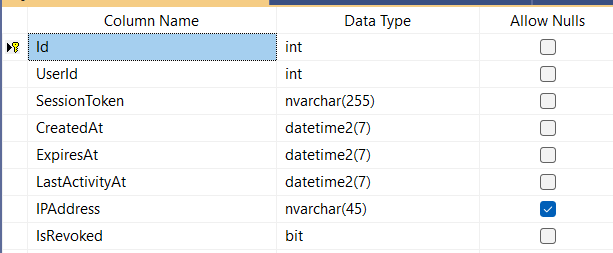 Column Name Data Type Allow Nulls
Id int
UserId int
SessionToken nvarchar(255)
CreatedAt datetime2(7)
ExpiresAt datetime2(7)
LastActivityAt datetime2(7)
IPAddress nvarchar(45)
IsRevoked bit